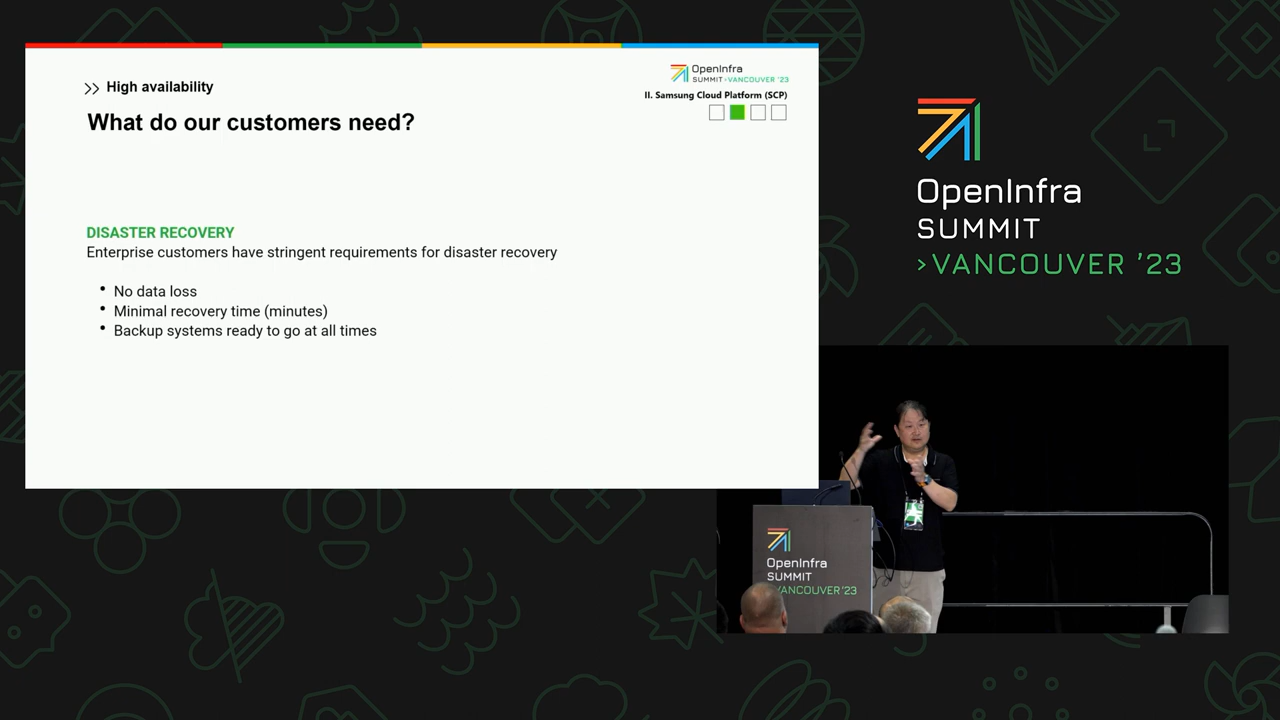 High availability
What do our customers need?
OpenInfra
SUMMIT›VANCOUVER '23
II. Samsung Cloud Platform (SCP)
DISASTER RECOVERY
Enterprise customers have stringent requirements for disaster recovery
• No data loss
• Minimal recovery time (minutes)
• Backup systems ready to go at all times
OpenInfra
SUMMIT
›VANCOUVER '23
OpenInfra
SUMMIT
VANCOUVER '23